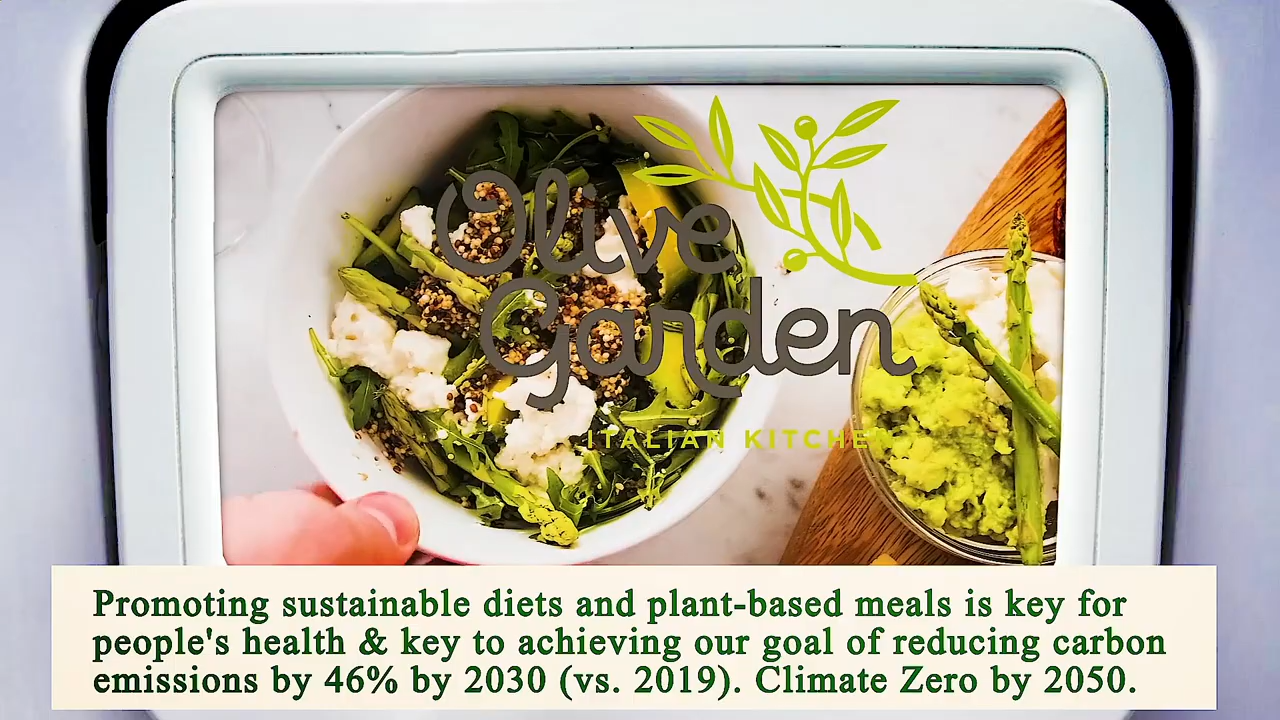 Olive
Garden
ITALIAN KITCHEN
Promoting sustainable diets and plant-based meals is key for
people's health & key to achieving our goal of reducing carbon
emissions by 46% by 2030 (vs. 2019). Climate Zero by 2050.